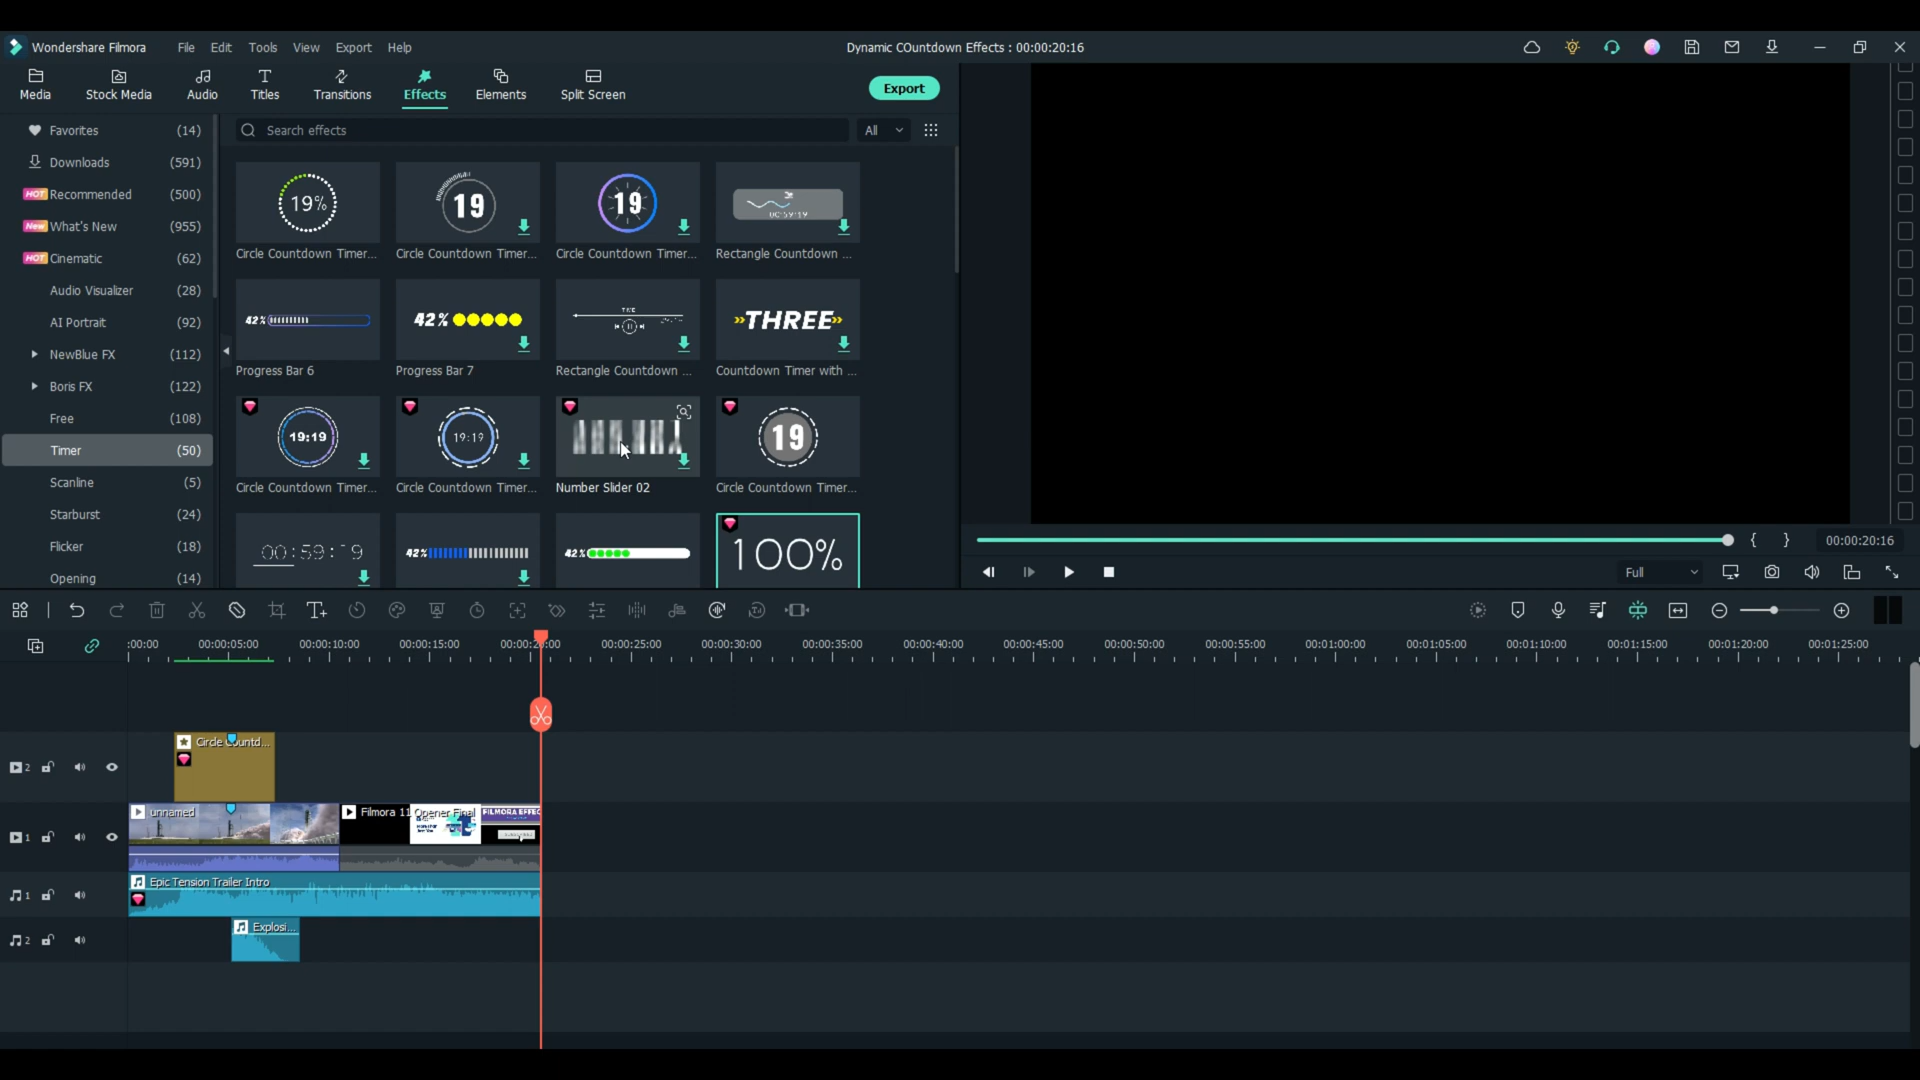 Wondershare Filmora File Edit Tools View Export Help Dynamic COuntdown Effects : 00:00:20:16
Media Stock Media Audio Titles Transitions Effects Elements Split Screen Export
Favorites (14)
Downloads (591)
HOT Recommended (500)
New What's New (955)
HOT Cinematic (62)
Audio Visualizer (28)
AI Portrait (92)
NewBlue FX (112)
Boris FX (122)
Free (108)
Timer (50)
Scanline (5)
Starburst (24)
Flicker (18)
Opening (14)
Search effects All
19% 19 19 00:59:19
Circle Countdown Timer... Circle Countdown Timer... Circle Countdown Timer... Rectangle Countdown ...
42% 42% TIME »THREE»
Progress Bar 6 Progress Bar 7 Rectangle Countdown ... Countdown Timer with ...
19:19 19:19 19
Circle Countdown Timer... Circle Countdown Timer... Number Slider 02 Circle Countdown Timer...
00:59:19 42% 42% 100%
{ } 00:00:20:16
Full
:00:00 00:00:05:00 00:00:10:00 00:00:15:00 00:00:20:00 00:00:25:00 00:00:30:00 00:00:35:00 00:00:40:00 00:00:45:00 00:00:50:00 00:00:55:00 00:01:00:00 00:01:05:00 00:01:10:00 00:01:15:00 00:01:20:00 00:01:25:00
2 Circle Countd...
1 unnamed Filmora 11 Opener Final FILMORA EFFEC
1 Epic Tension Trailer Intro
2 Explosi...